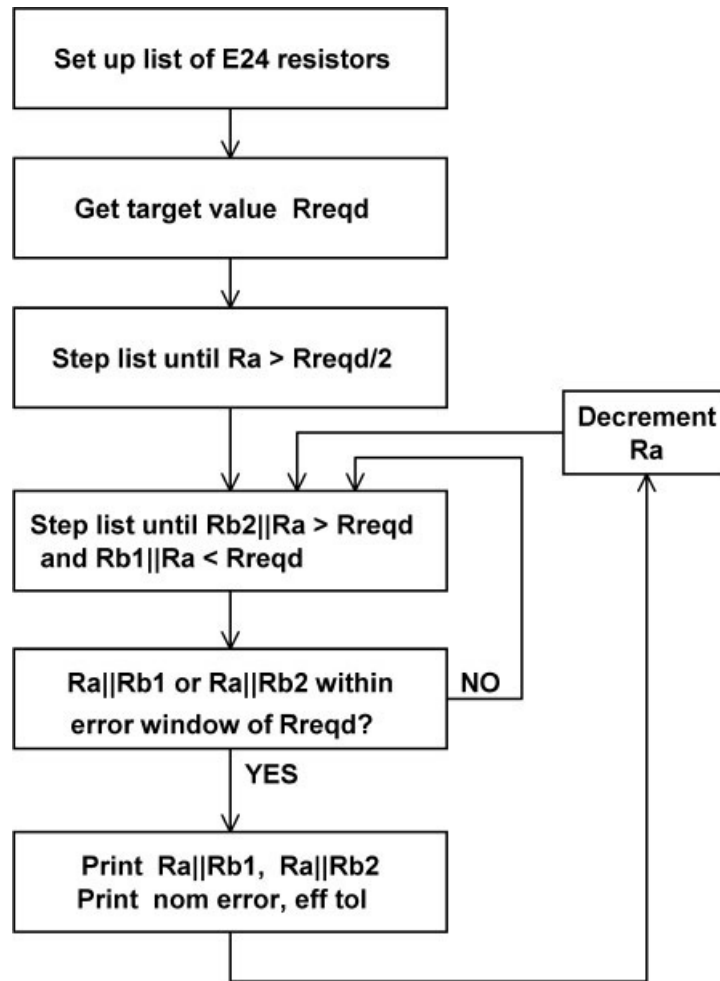 Set up list of E24 resistors
Get target value Rreqd
Step list until Ra > Rreqd/2
Decrement
Ra
Step list until Rb2||Ra > Rreqd
and Rb1||Ra < Rreqd
Ra||Rb1 or Ra||Rb2 within
error window of Rreqd?
NO
YES
Print Ra||Rb1, Ra||Rb2
Print nom error, eff tol